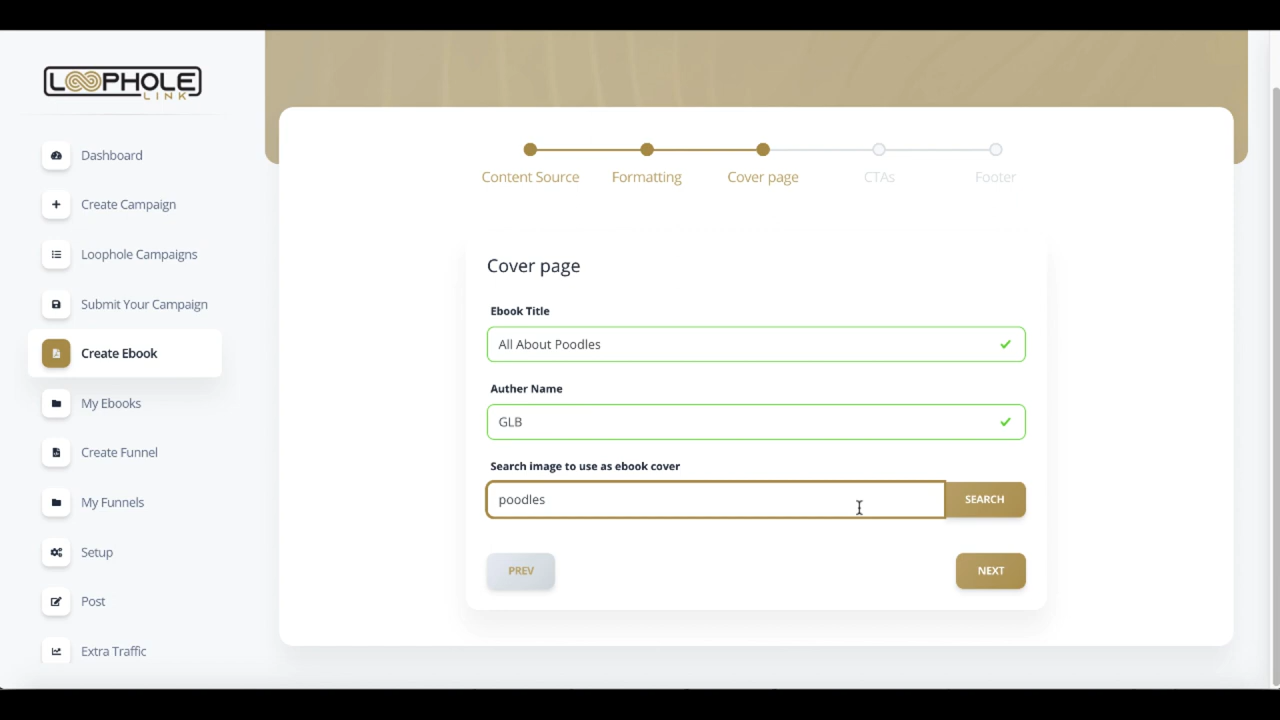 LOOPHOLE
LINK
Dashboard
Create Campaign
Loophole Campaigns
Submit Your Campaign
Create Ebook
My Ebooks
Create Funnel
My Funnels
Setup
Post
Extra Traffic
Content Source
Formatting
Cover page
CTAs
Footer
Cover page
Ebook Title
All About Poodles
Auther Name
GLB
Search image to use as ebook cover
poodles
SEARCH
PREV
NEXT